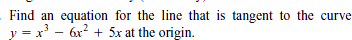 Find an equation for the line that is tangent to the curve
y = x³ − 6x² + 5x at the origin.